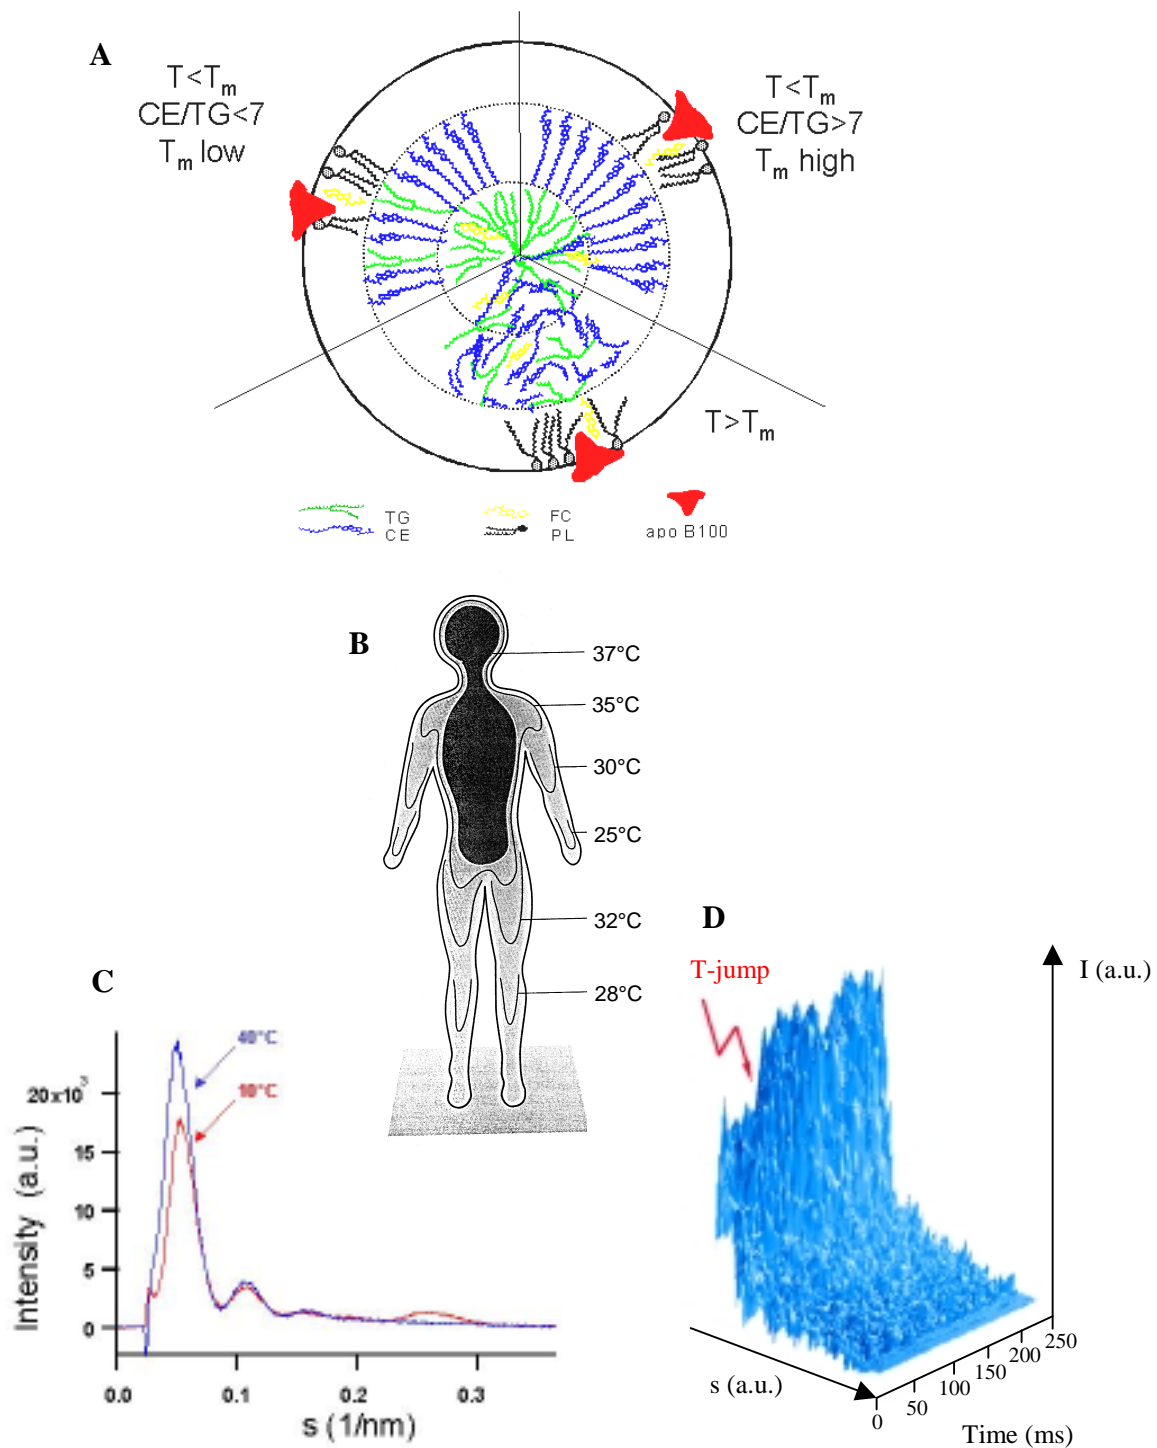 A
T<Tm
CE/TG<7
Tm low
T<Tm
CE/TG>7
Tm high
T>Tm
TG
CE
FC
PL
apo B100
B
37°C
35°C
30°C
25°C
32°C
28°C
C
40°C
10°C
20x10³
15
10
5
0
Intensity (a.u.)
0.0
0.1
0.2
0.3
s (1/nm)
D
T-jump
I (a.u.)
s (a.u.)
0
50
100
150
200
250
Time (ms)